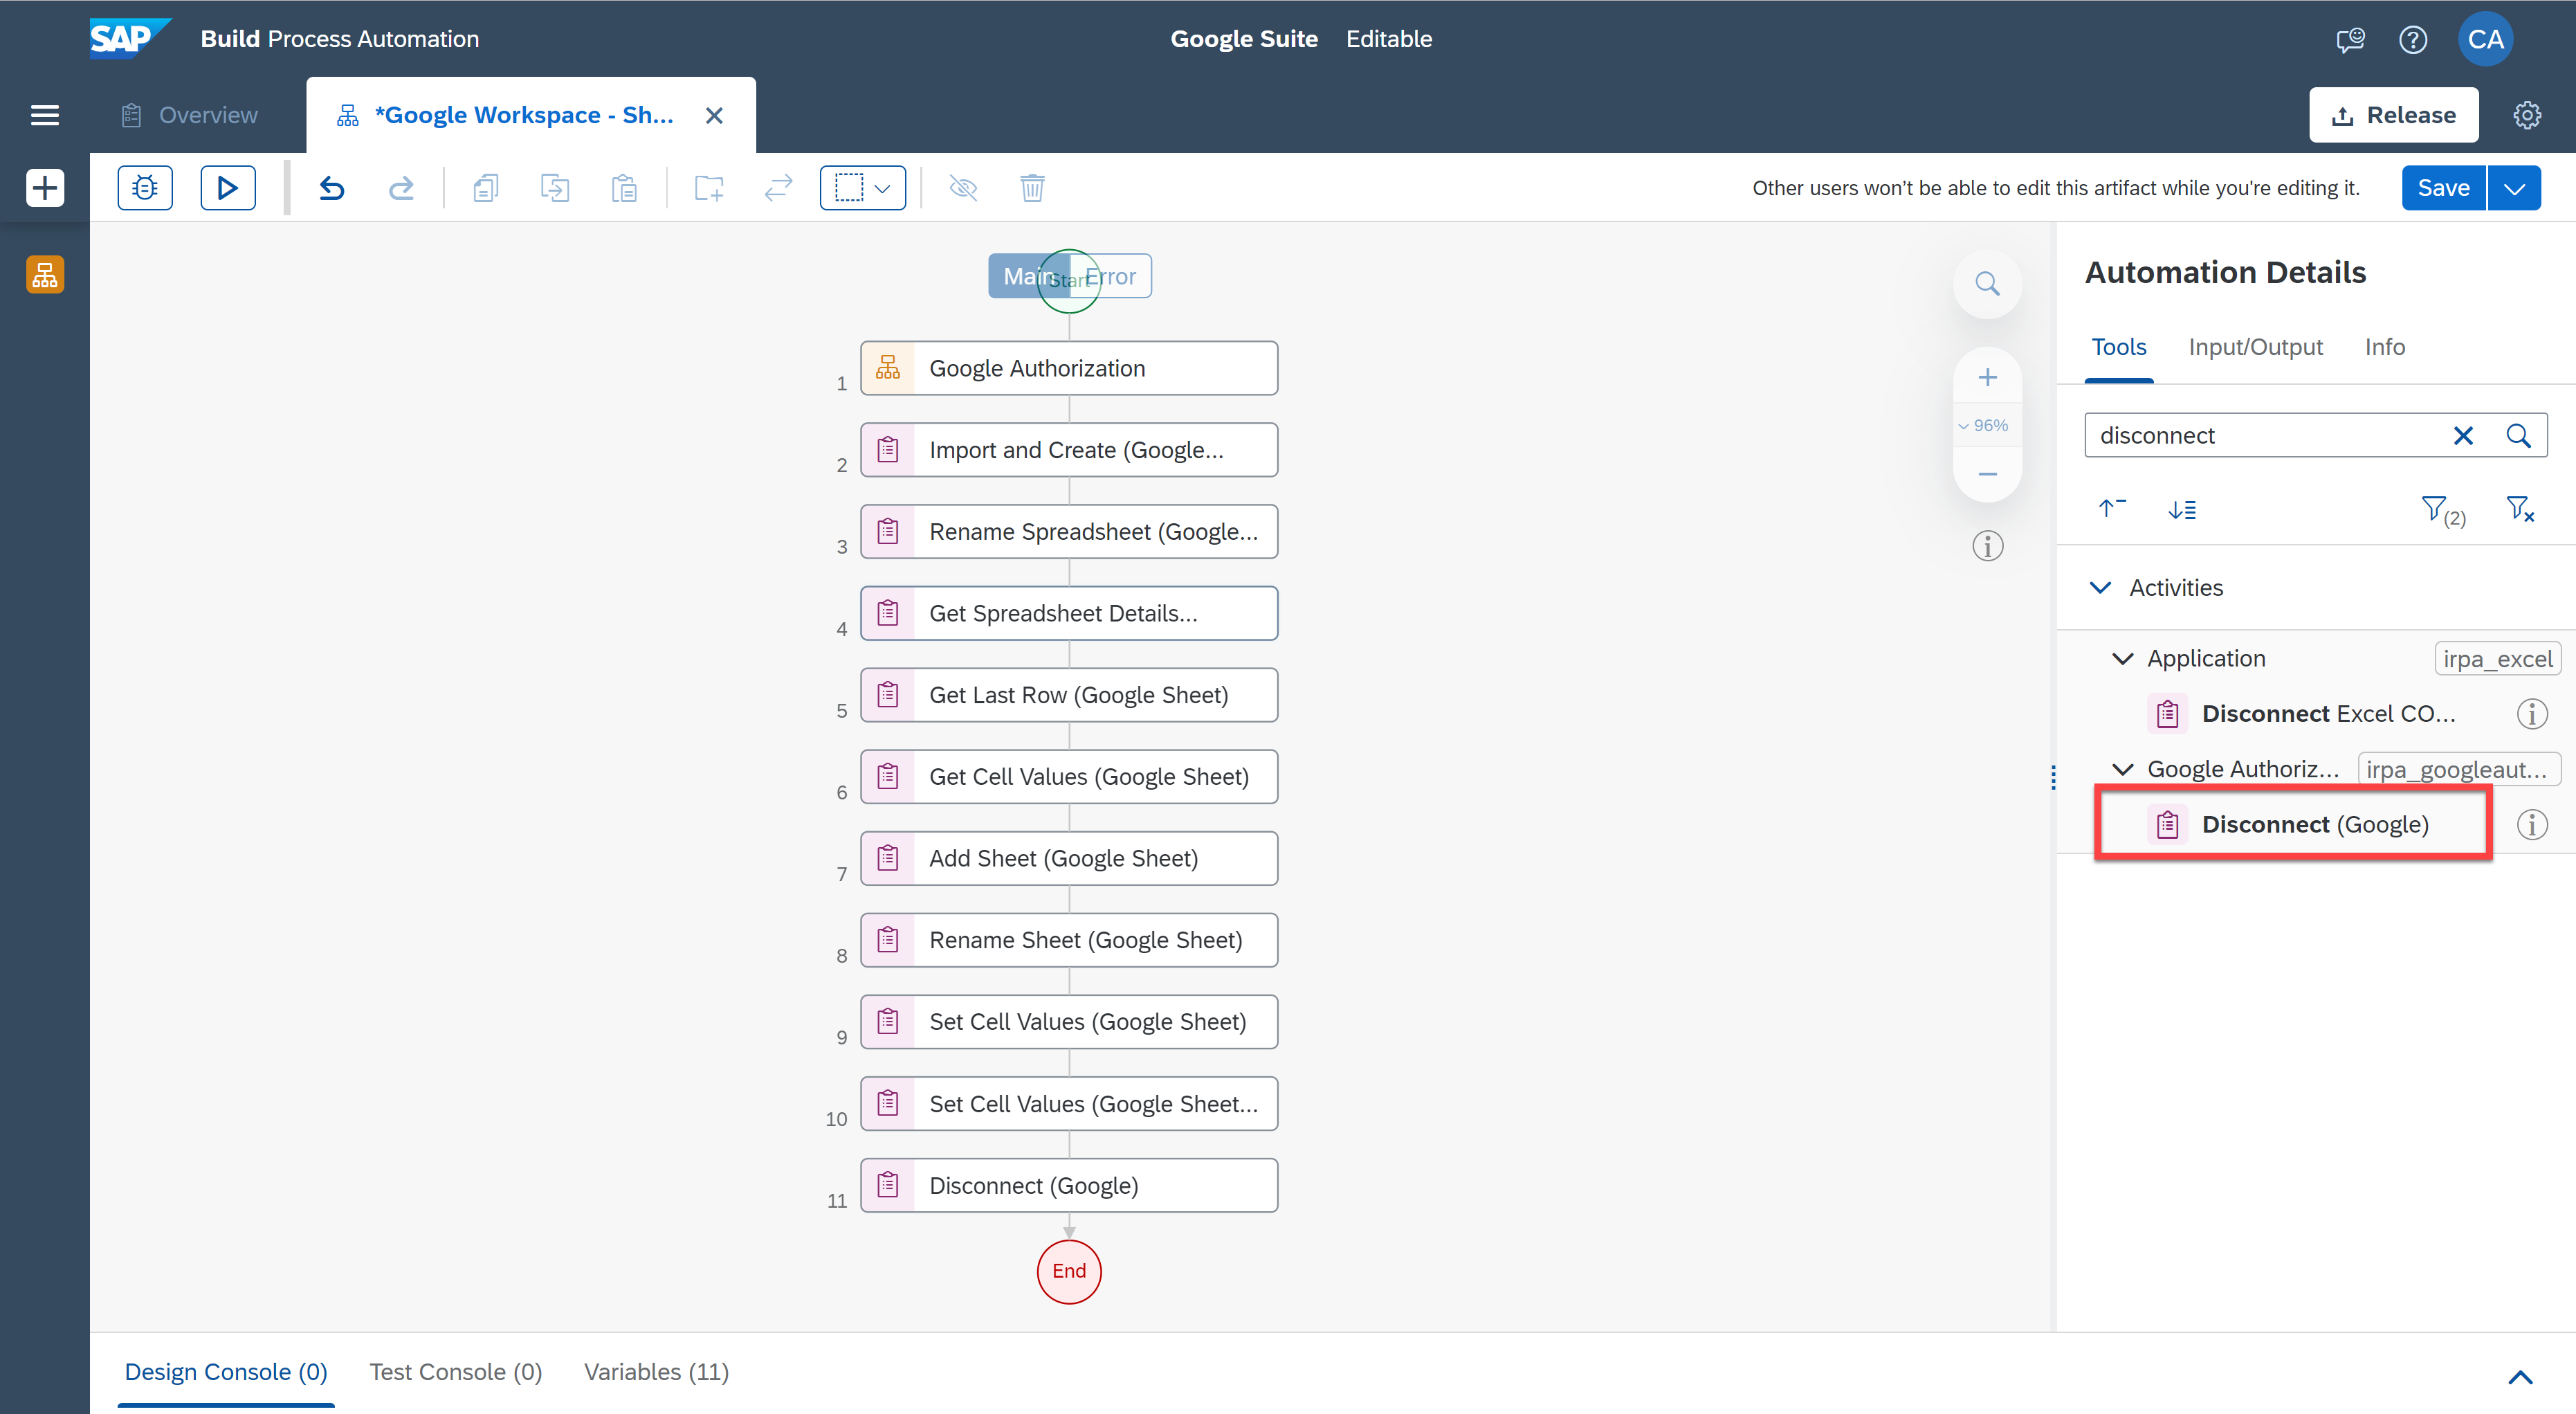 SAP Build Process Automation
Google Suite Editable
CA
Overview
*Google Workspace - Sh...
Release
Other users won't be able to edit this artifact while you're editing it.
Save
Main Start Error
1 Google Authorization
2 Import and Create (Google...
3 Rename Spreadsheet (Google...
4 Get Spreadsheet Details...
5 Get Last Row (Google Sheet)
6 Get Cell Values (Google Sheet)
7 Add Sheet (Google Sheet)
8 Rename Sheet (Google Sheet)
9 Set Cell Values (Google Sheet)
10 Set Cell Values (Google Sheet...
11 Disconnect (Google)
End
96%
Automation Details
Tools Input/Output Info
disconnect
(2)
Activities
Application irpa_excel
Disconnect Excel CO...
Google Authoriz... irpa_googleaut...
Disconnect (Google)
Design Console (0) Test Console (0) Variables (11)